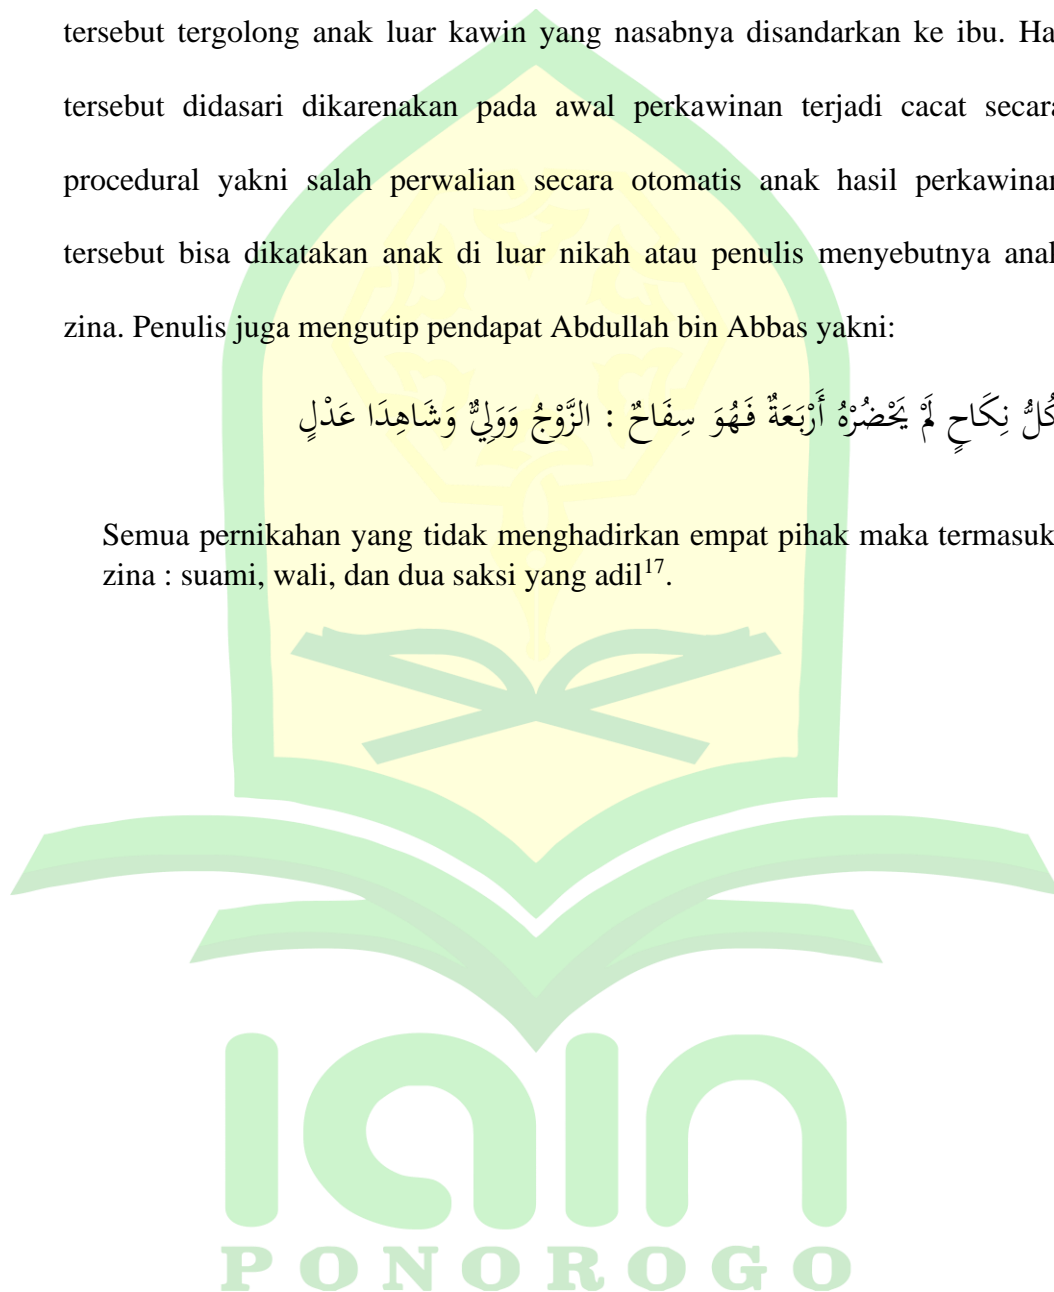 tersebut tergolong anak luar kawin yang nasabnya disandarkan ke ibu. Ha
tersebut didasari dikarenakan pada awal perkawinan terjadi cacat secara
procedural yakni salah perwalian secara otomatis anak hasil perkawinan
tersebut bisa dikatakan anak di luar nikah atau penulis menyebutnya anak
zina. Penulis juga mengutip pendapat Abdullah bin Abbas yakni:
كُلُّ نِكَاحٍ لَمْ يَحْضُرْهُ أَرْبَعَةٌ فَهُوَ سِفَاحٌ : الزَّوْجُ وَوَلِيٌّ وَشَاهِدَا عَدْلٍ
Semua pernikahan yang tidak menghadirkan empat pihak maka termasuk
zina : suami, wali, dan dua saksi yang adil17.
iain
PONOROGO